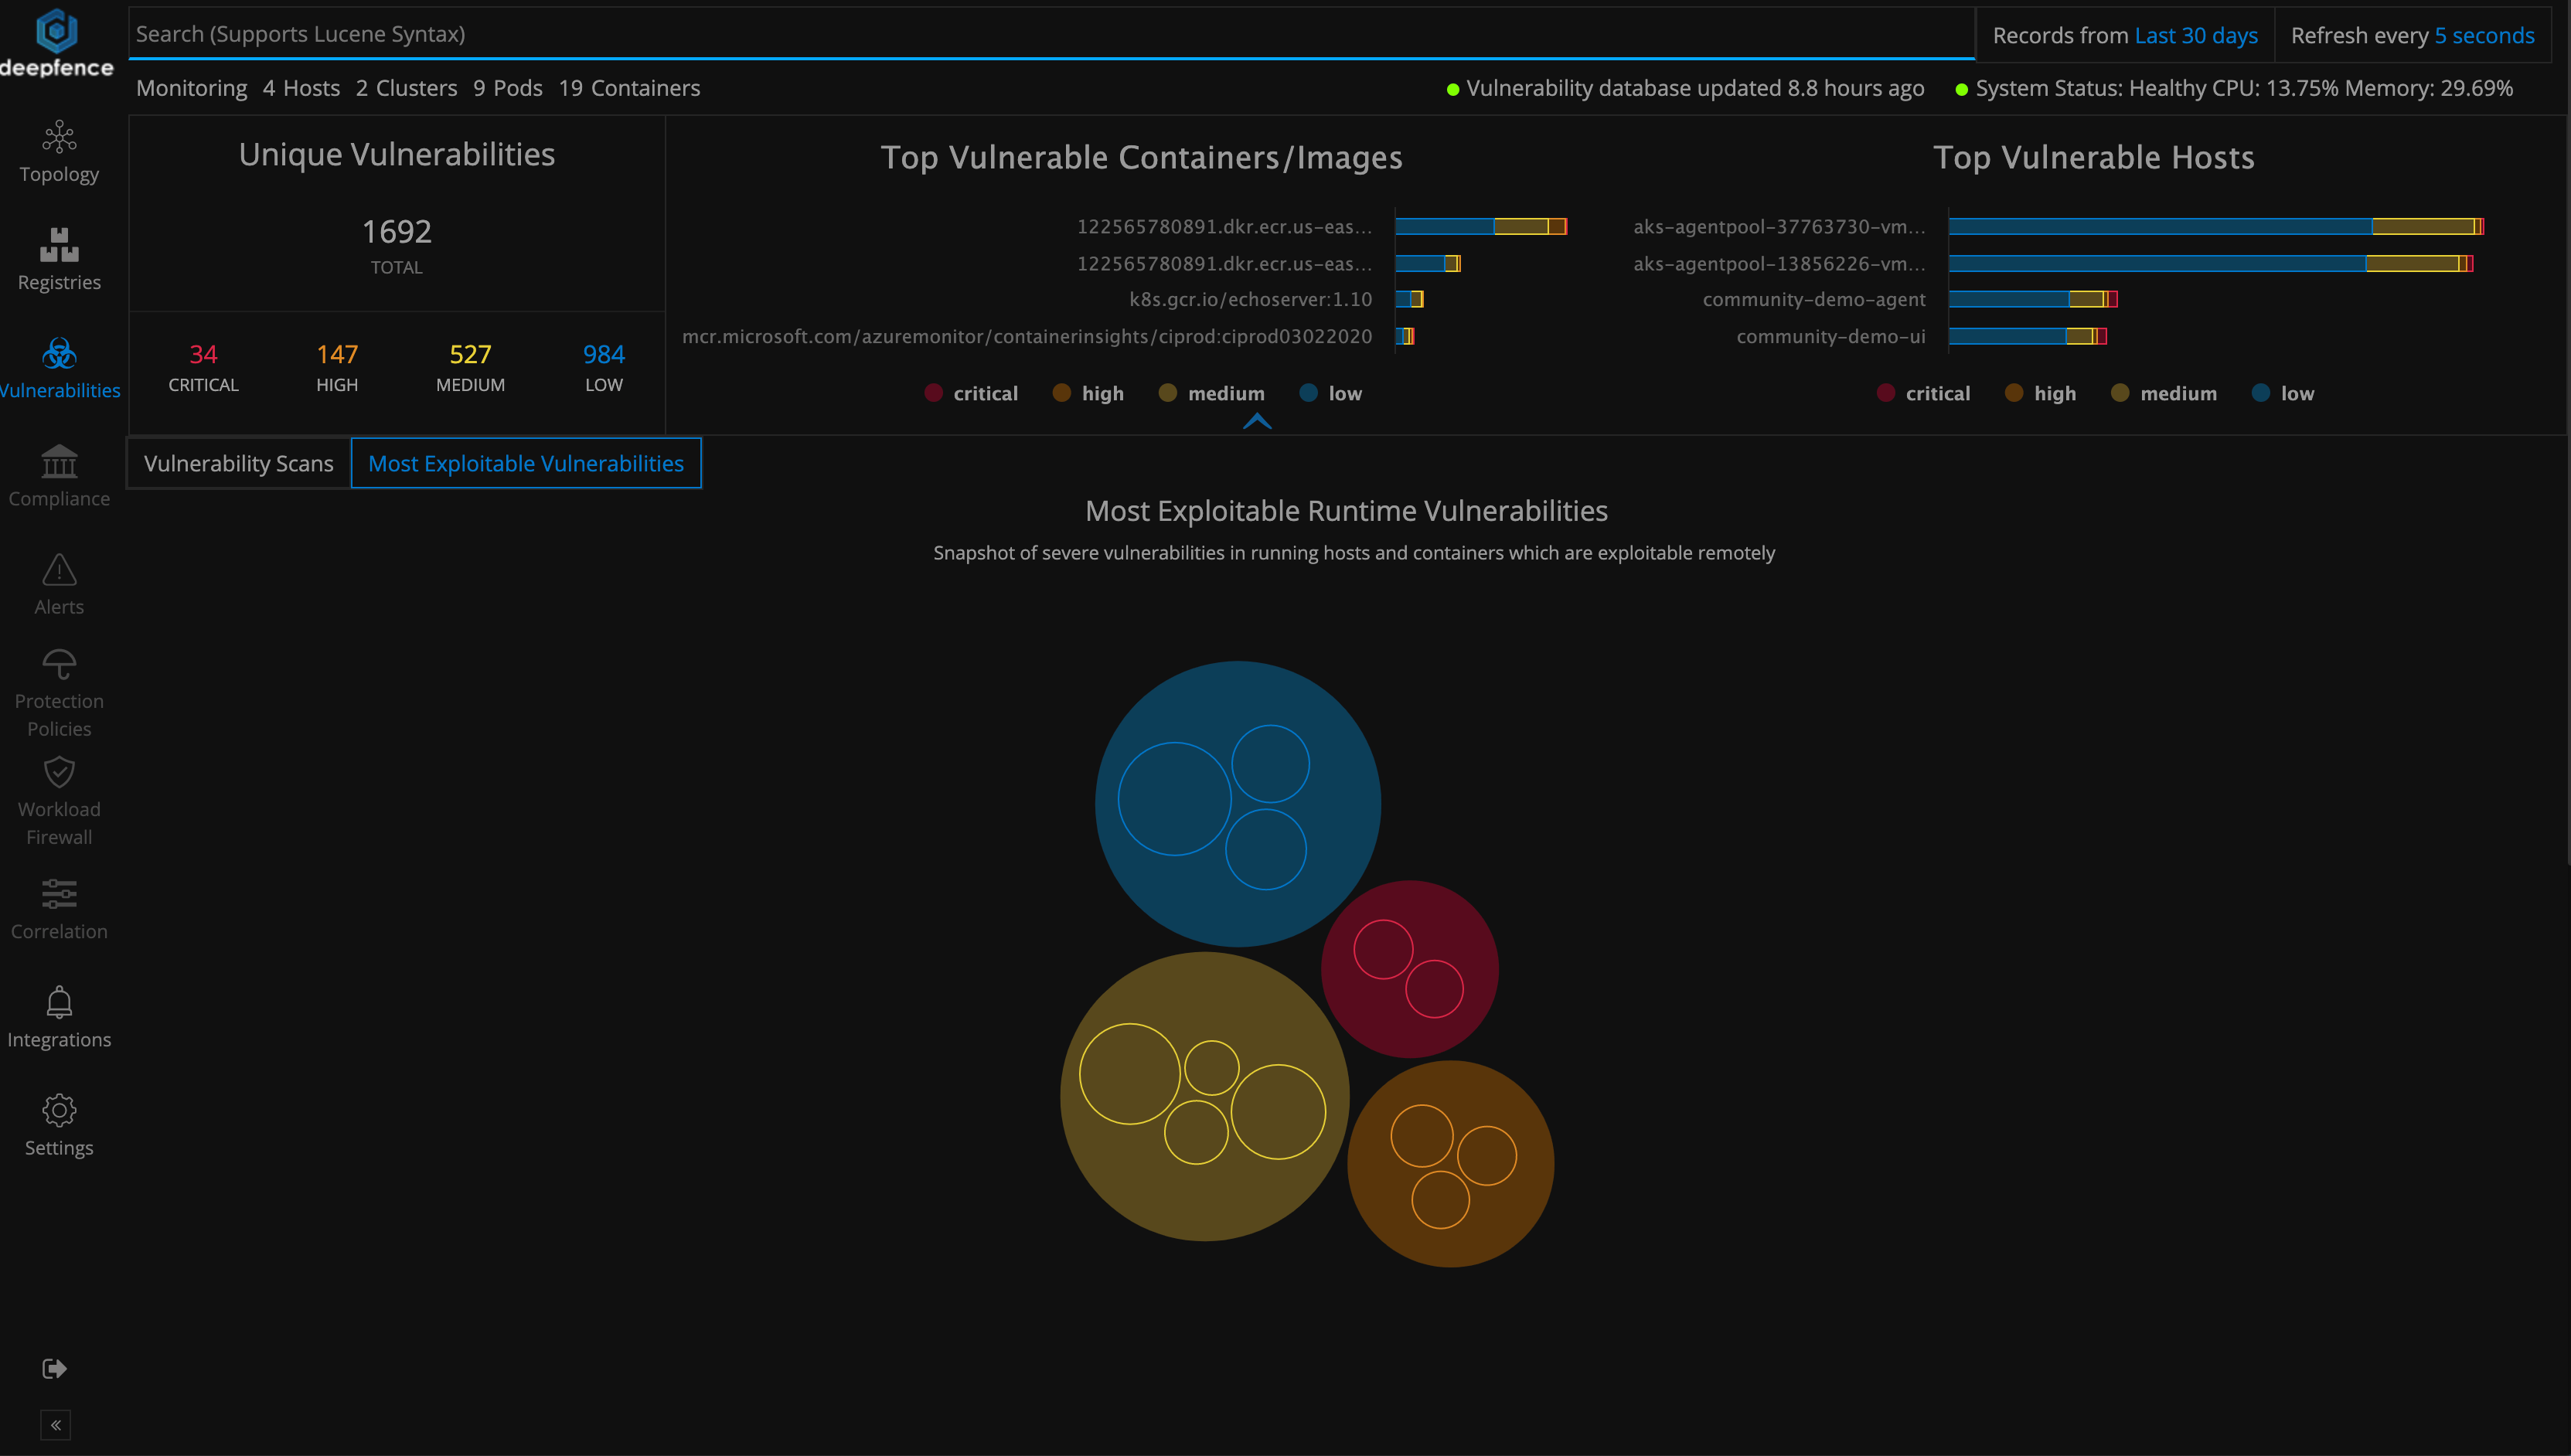 deepfence
Search (Supports Lucene Syntax)
Records from Last 30 days
Refresh every 5 seconds
Monitoring 4 Hosts 2 Clusters 9 Pods 19 Containers
Vulnerability database updated 8.8 hours ago
System Status: Healthy CPU: 13.75% Memory: 29.69%
Topology
Registries
Vulnerabilities
Compliance
Alerts
Protection
Policies
Workload
Firewall
Correlation
Integrations
Settings
Unique Vulnerabilities
1692
TOTAL
34 147 527 984
CRITICAL HIGH MEDIUM LOW
Top Vulnerable Containers/Images
122565780891.dkr.ecr.us-eas...
122565780891.dkr.ecr.us-eas...
k8s.gcr.io/echoserver:1.10
mcr.microsoft.com/azuremonitor/containerinsights/ciprod:ciprod03022020
critical high medium low
Top Vulnerable Hosts
aks-agentpool-37763730-vm...
aks-agentpool-13856226-vm...
community-demo-agent
community-demo-ui
critical high medium low
Vulnerability Scans
Most Exploitable Vulnerabilities
Most Exploitable Runtime Vulnerabilities
Snapshot of severe vulnerabilities in running hosts and containers which are exploitable remotely